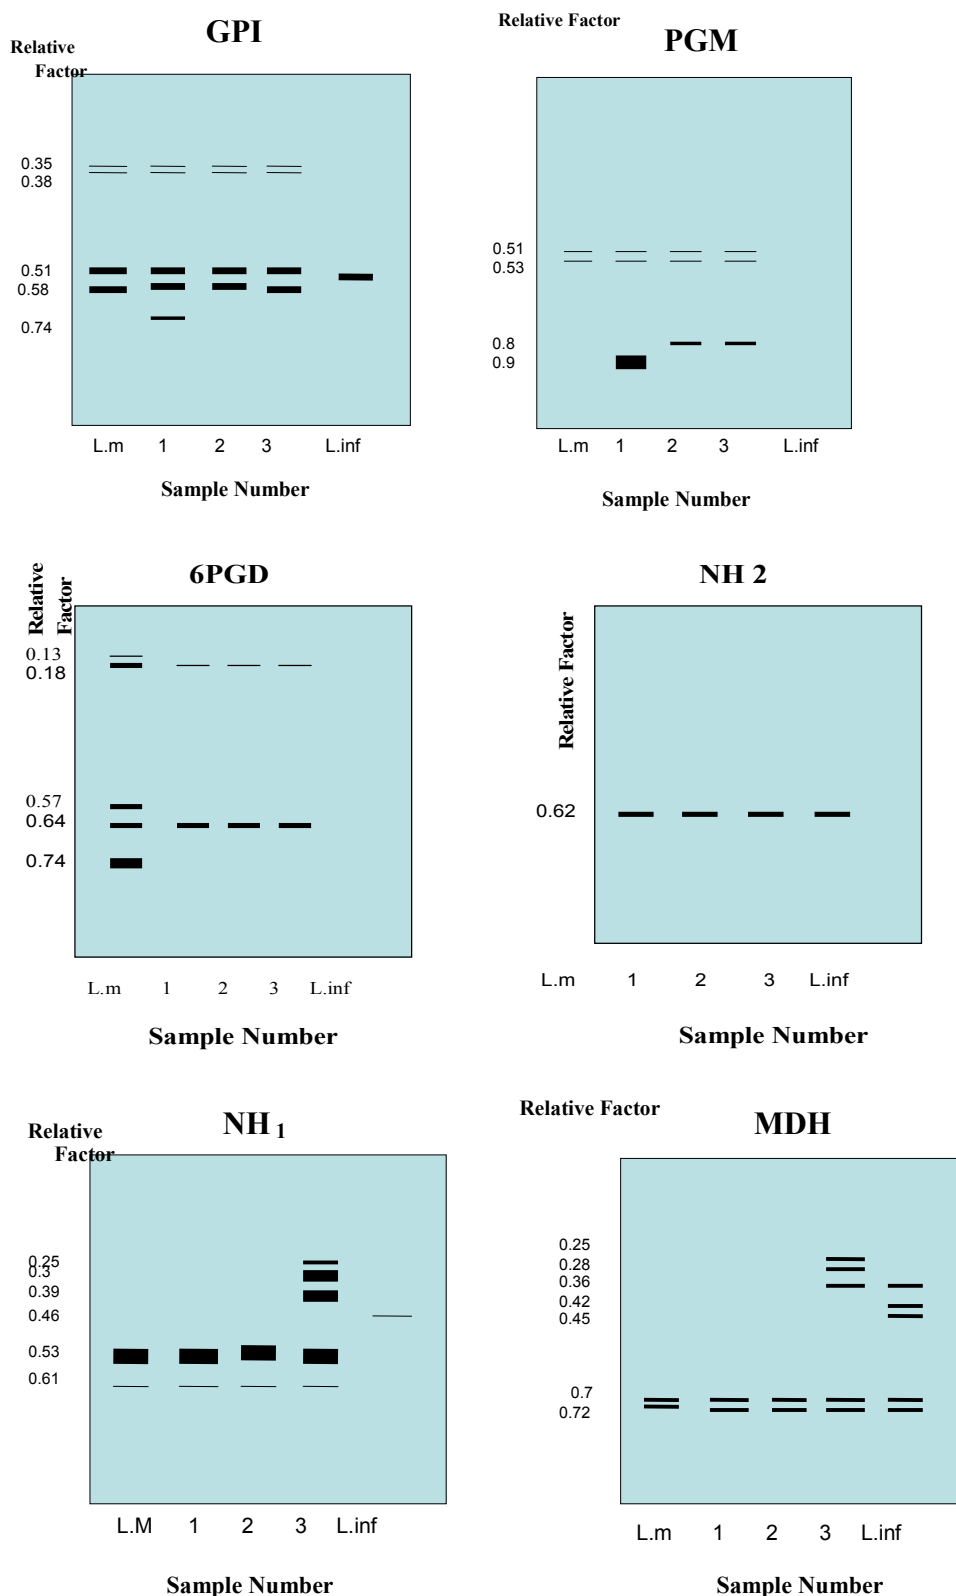 GPI
Relative
Factor
0.35
0.38
0.51
0.58
0.74
L.m 1 2 3 L.inf
Sample Number
Relative Factor
PGM
0.51
0.53
0.8
0.9
L.m 1 2 3 L.inf
Sample Number
6PGD
Relative
Factor
0.13
0.18
0.57
0.64
0.74
L.m 1 2 3 L.inf
Sample Number
NH 2
Relative Factor
0.62
L.m 1 2 3 L.inf
Sample Number
NH 1
Relative
Factor
0.25
0.3
0.39
0.46
0.53
0.61
L.M 1 2 3 L.inf
Sample Number
Relative Factor
MDH
0.25
0.28
0.36
0.42
0.45
0.7
0.72
L.m 1 2 3 L.inf
Sample Number